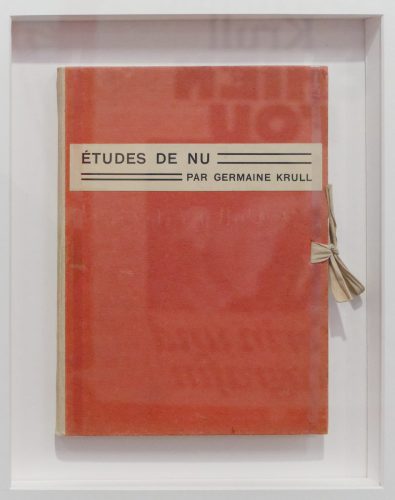 ÉTUDES DE NU
PAR GERMAINE KRULL